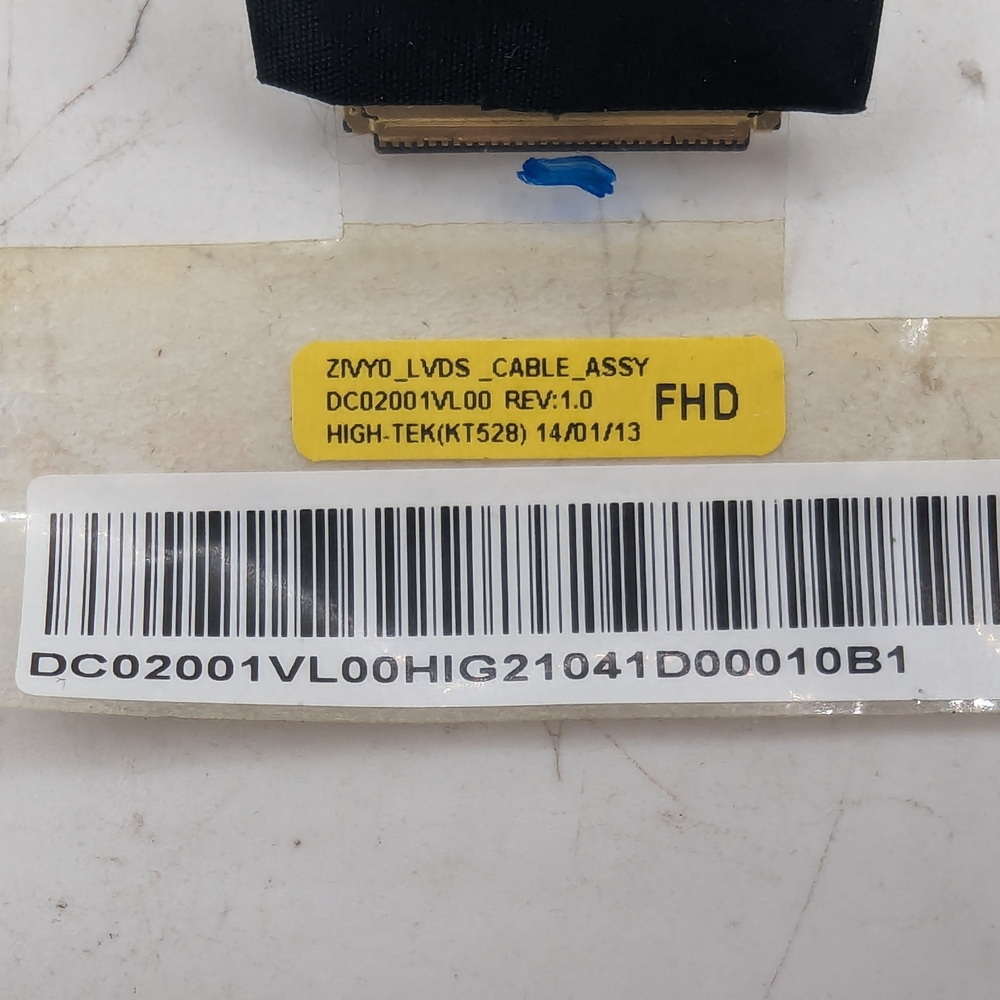 ZIVY0_LVDS _CABLE_ASSY
DC02001VL00 REV:1.0
FHD
HIGH-TEK(KT528) 14/01/13
DC02001VL00HIG21041D00010B1